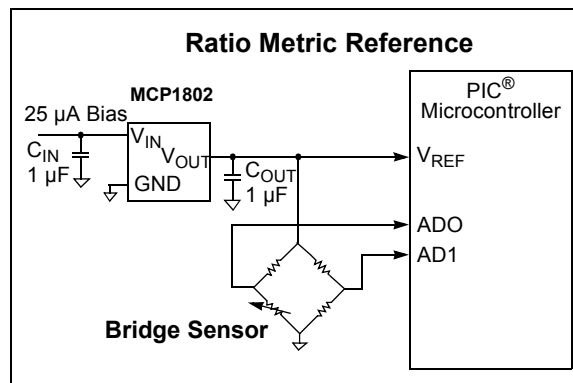 Ratio Metric Reference
MCP1802
PIC®
Microcontroller
25 µA Bias
VIN
VOUT
GND
CIN
1 µF
COUT
1 µF
VREF
ADO
AD1
Bridge Sensor